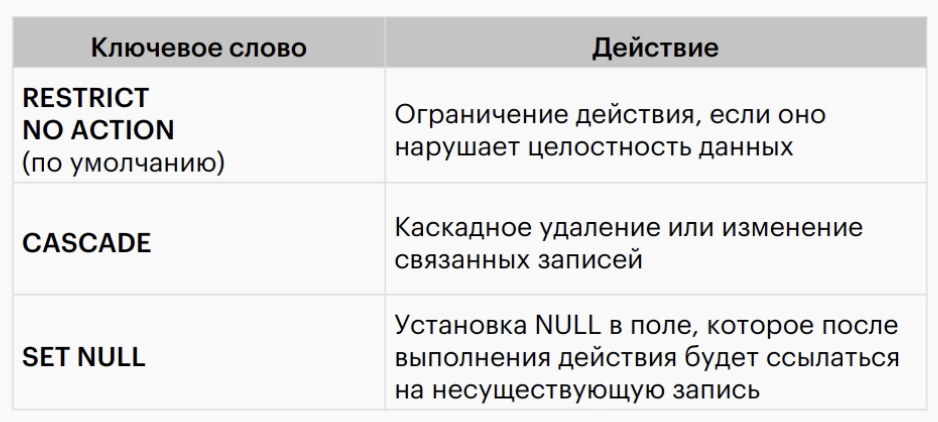 Ключевое слово
Действие
RESTRICT
NO ACTION
(по умолчанию)
Ограничение действия, если оно
нарушает целостность данных
CASCADE
Каскадное удаление или изменение
связанных записей
SET NULL
Установка NULL в поле, которое после
выполнения действия будет ссылаться
на несуществующую запись